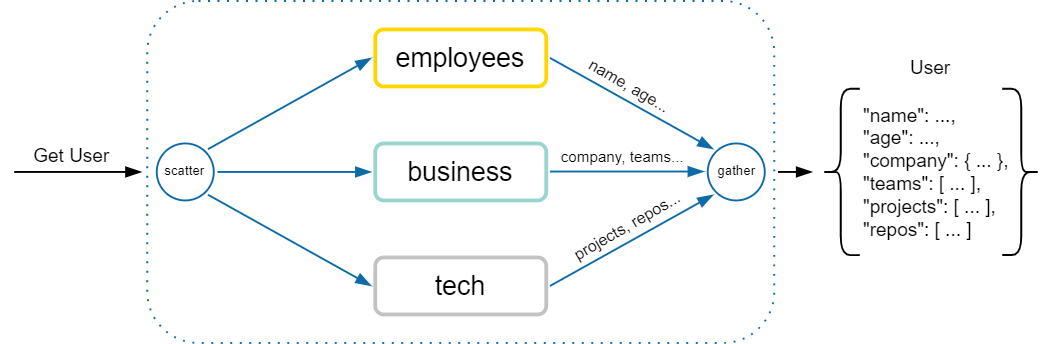 Get User
scatter
employees
business
tech
name, age...
company, teams...
projects, repos...
gather
User
"name": ...,
"age": ...,
"company": { ... },
"teams": [ ... ],
"projects": [ ... ],
"repos": [ ... ]